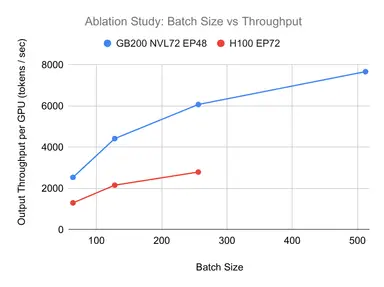 Ablation Study: Batch Size vs Throughput
GB200 NVL72 EP48 H100 EP72
Output Throughput per GPU (tokens / sec)
8000
6000
4000
2000
0
100 200 300 400 500
Batch Size